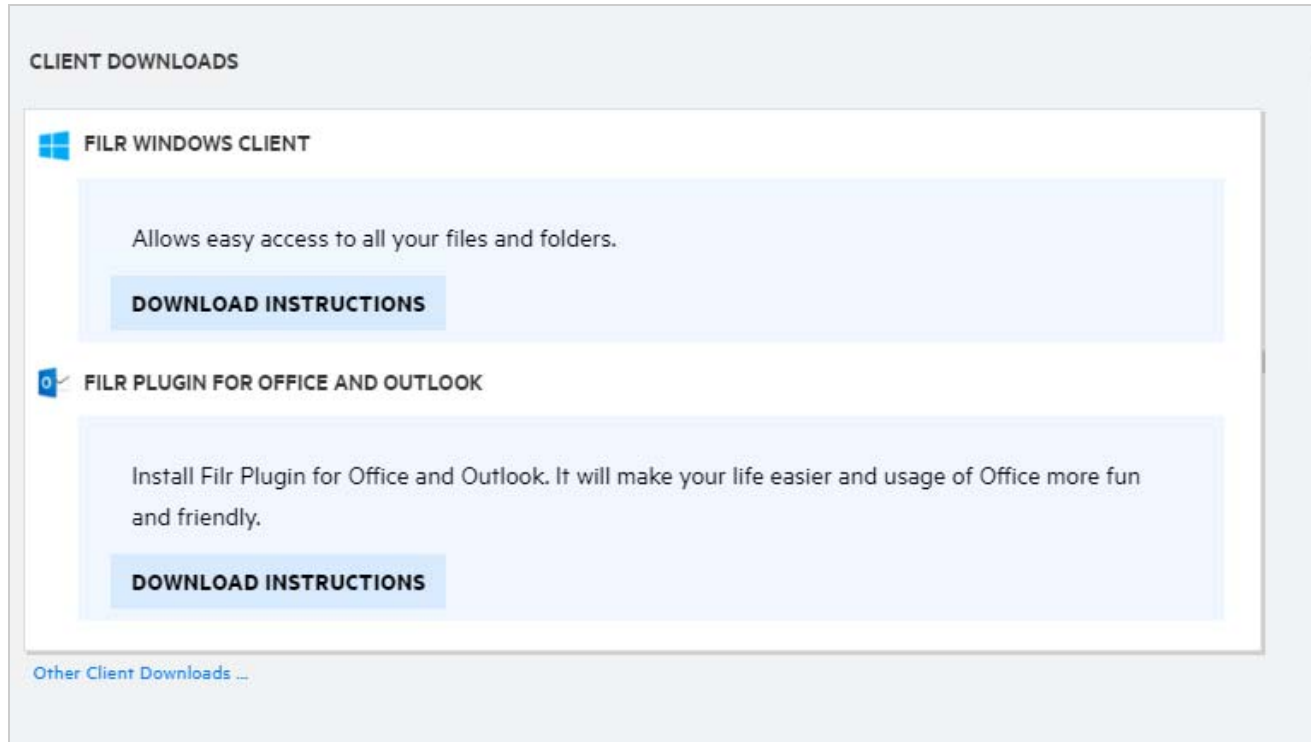 CLIENT DOWNLOADS
FILR WINDOWS CLIENT
Allows easy access to all your files and folders.
DOWNLOAD INSTRUCTIONS
FILR PLUGIN FOR OFFICE AND OUTLOOK
Install Filr Plugin for Office and Outlook. It will make your life easier and usage of Office more fun
and friendly.
DOWNLOAD INSTRUCTIONS
Other Client Downloads ...